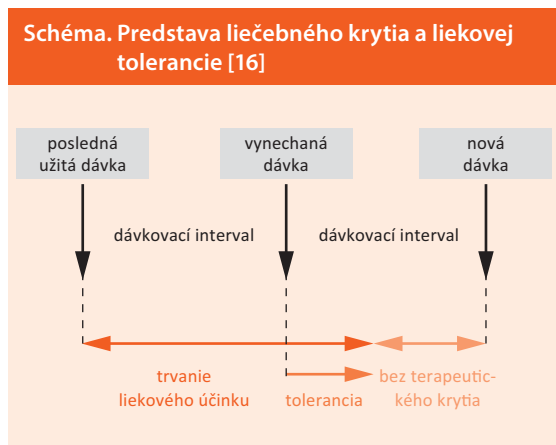 Schéma. Predstava liečebného krytia a liekovej
tolerancie [16]
posledná
užitá dávka
vynechaná
dávka
nová
dávka
dávkovací interval
dávkovací interval
trvanie
liekového účinku
tolerancia
bez terapeutic-
kého krytia